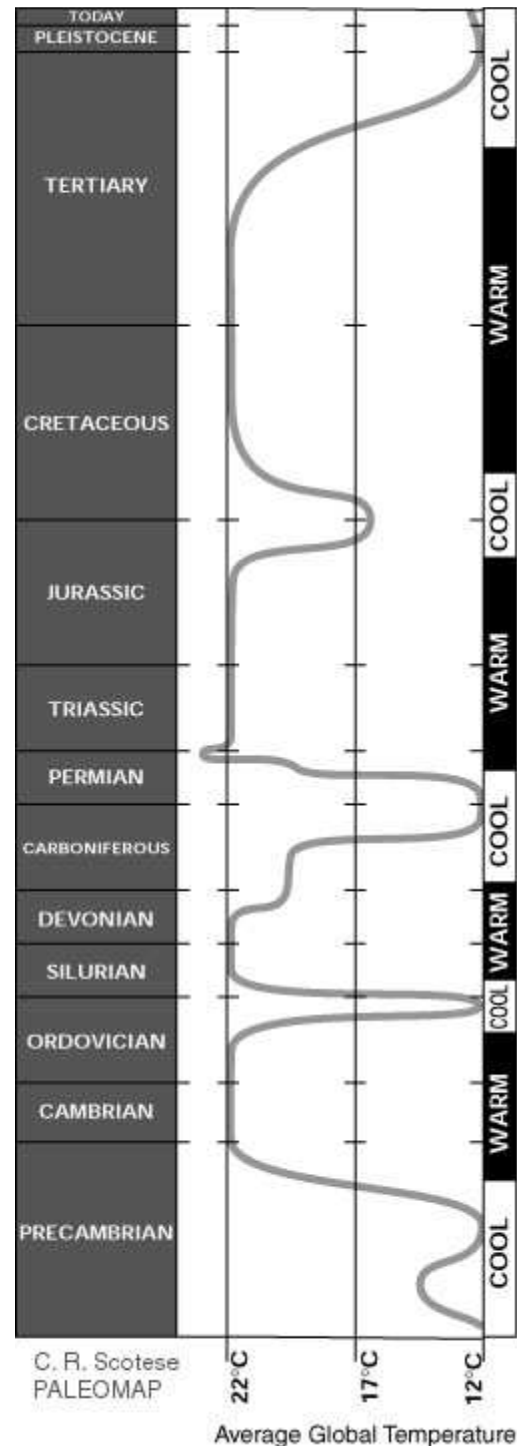 TODAY
PLEISTOCENE
TERTIARY
CRETACEOUS
JURASSIC
TRIASSIC
PERMIAN
CARBONIFEROUS
DEVONIAN
SILURIAN
ORDOVICIAN
CAMBRIAN
PRECAMBRIAN
COOL
WARM
COOL
WARM
COOL
WARM
COOL
WARM
COOL
C. R. Scotese
PALEOMAP
22°C
17°C
12°C
Average Global Temperature